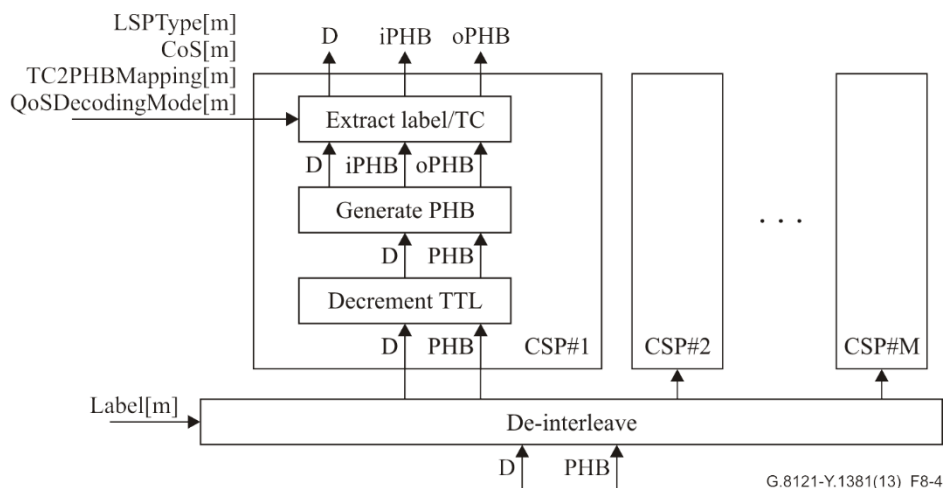 LSPType[m]
CoS[m]
TC2PHBMapping[m]
QoSDecodingMode[m]
D iPHB oPHB
Extract label/TC
D iPHB oPHB
Generate PHB
D PHB
Decrement TTL
D PHB
CSP#1
CSP#2
. . .
CSP#M
Label[m]
De-interleave
D PHB
G.8121-Y.1381(13)_F8-4